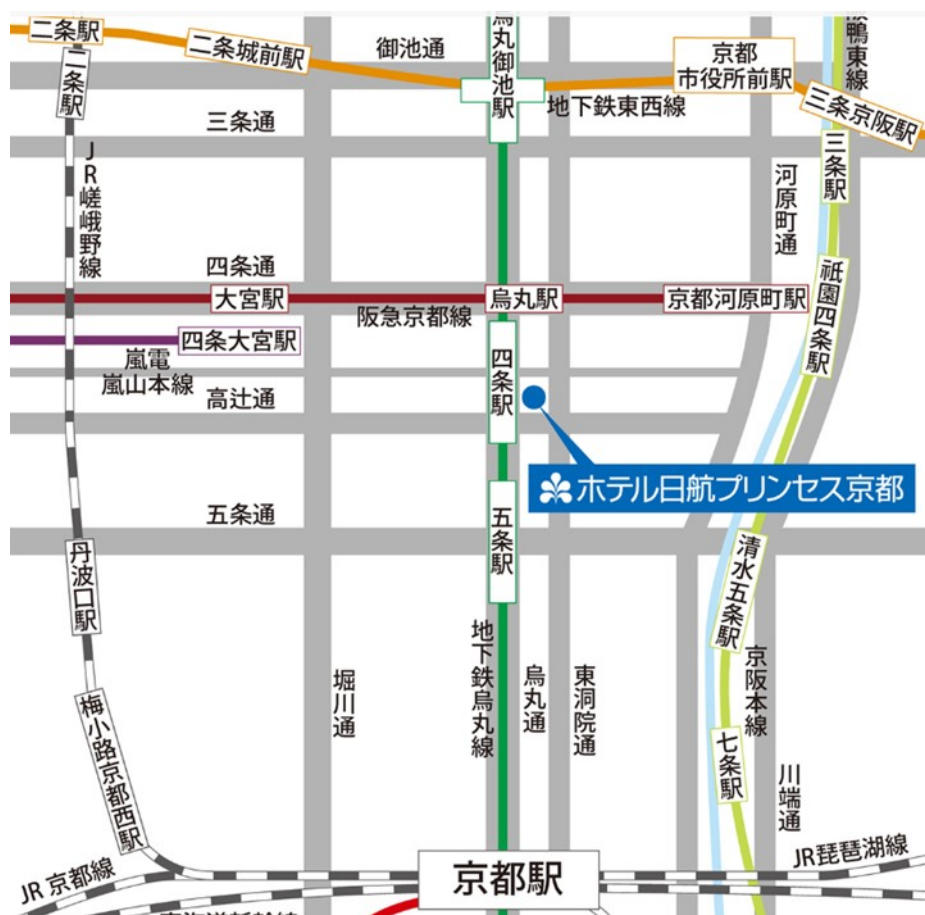 二条駅
二条駅
二条城前駅
御池通
烏丸御池駅
京都
市役所前駅
地下鉄東西線
鴨東線
三条京阪駅
三条通
三条駅
JR嵯峨野線
河原町通
四条通
祇園四条駅
大宮駅
烏丸駅
京都河原町駅
阪急京都線
四条大宮駅
嵐電
嵐山本線
四条駅
高辻通
ホテル日航プリンセス京都
五条通
五条駅
丹波口駅
清水五条駅
京阪本線
地下鉄烏丸線
烏丸通
東洞院通
堀川通
梅小路京都西駅
七条駅
川端通
JR琵琶湖線
JR京都線
京都駅